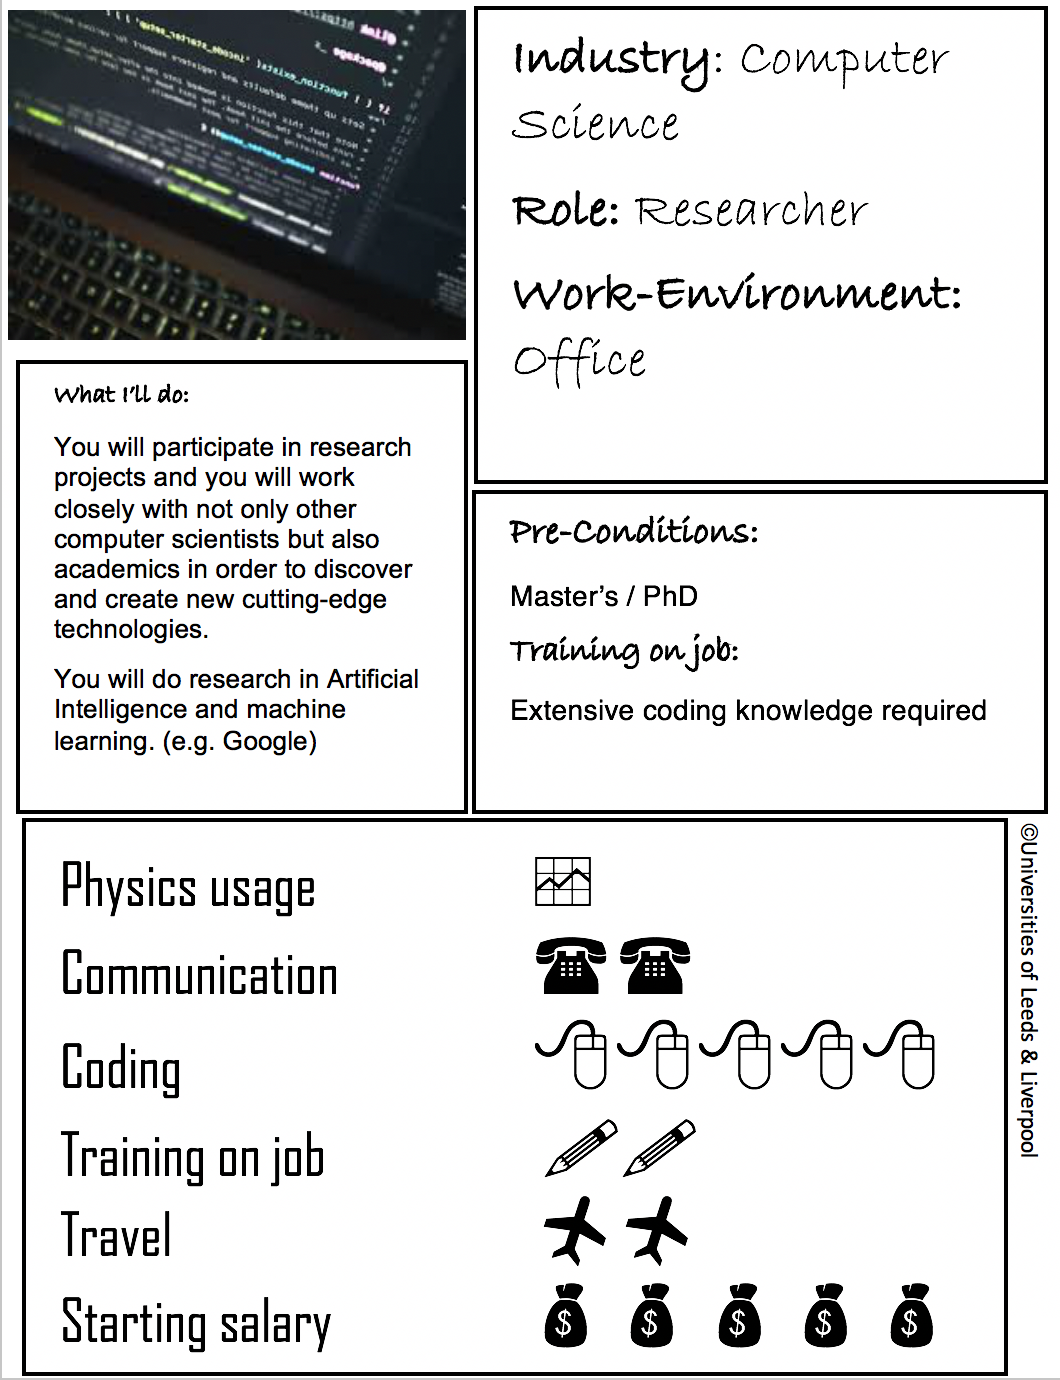 Industry: Computer
Science
Role: Researcher
Work-Environment:
Office
What I'll do:
You will participate in research
projects and you will work
closely with not only other
computer scientists but also
academics in order to discover
and create new cutting-edge
technologies.
You will do research in Artificial
Intelligence and machine
learning. (e.g. Google)
Pre-Conditions:
Master’s / PhD
Training on job:
Extensive coding knowledge required
Physics usage
Communication
Coding
Training on job
Travel
Starting salary
©Universities of Leeds & Liverpool